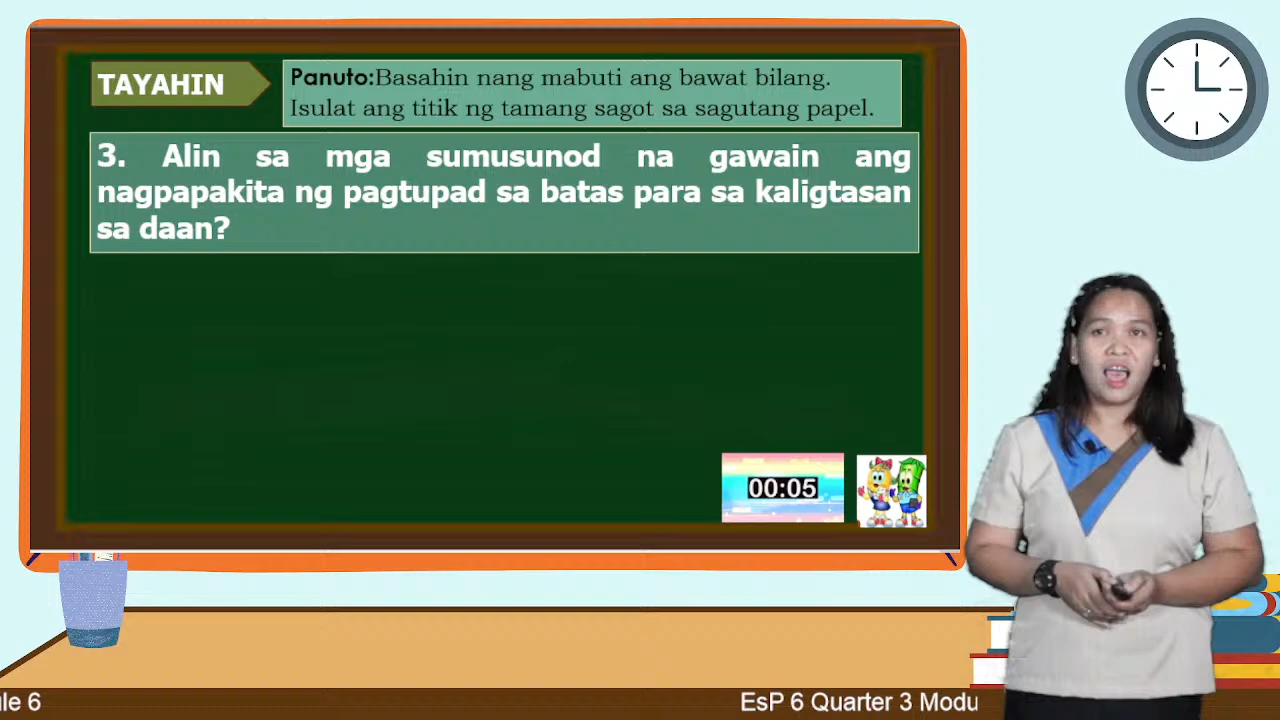 TAYAHIN
Panuto:Basahin nang mabuti ang bawat bilang.
Isulat ang titik ng tamang sagot sa sagutang papel.
3. Alin sa mga sumusunod na gawain ang
nagpapakita ng pagtupad sa batas para sa kaligtasan
sa daan?
00:05
le 6
EsP 6 Quarter 3 Modu